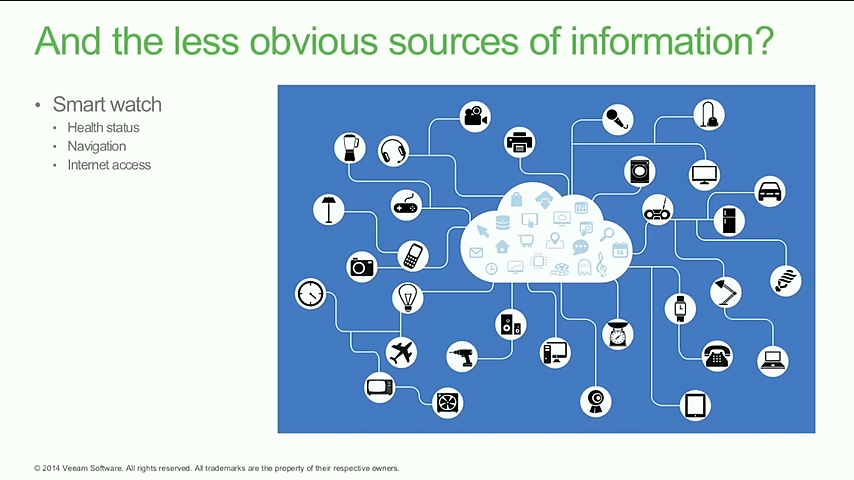 And the less obvious sources of information?
• Smart watch
• Health status
• Navigation
• Internet access
14
© 2014 Veeam Software. All rights reserved. All trademarks are the property of their respective owners.